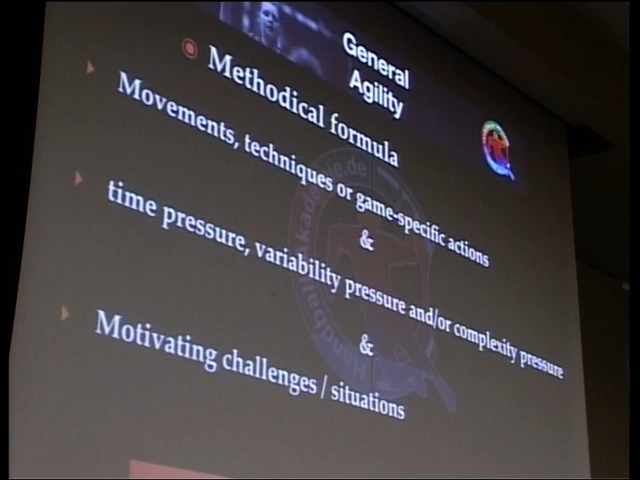 General
Agility
Methodical formula
Movements, techniques or game-specific actions
&
time pressure, variability pressure and/or complexity pressure
&
Motivating challenges / situations